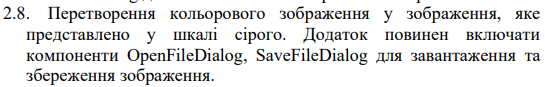 2.8. Перетворення кольорового зображення у зображення, яке
представлено у шкалі сірого. Додаток повинен включати
компоненти OpenFileDialog, SaveFileDialog для завантаження та
збереження зображення.